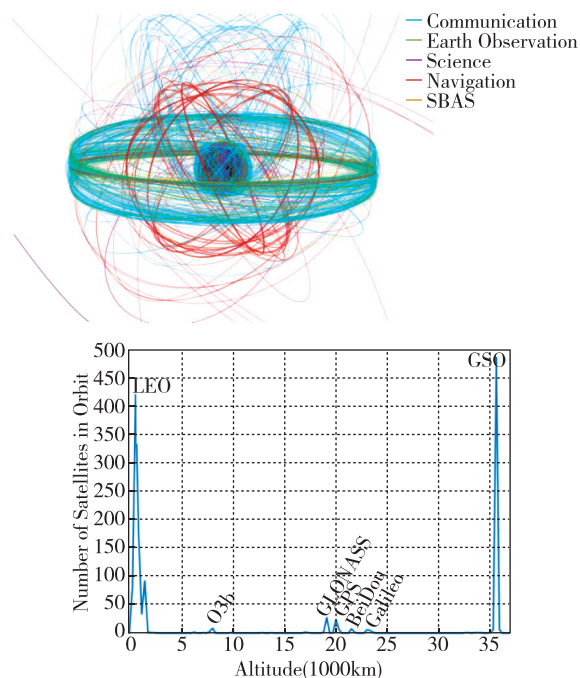 Communication
Earth Observation
Science
Navigation
SBAS
Number of Satellites in Orbit
500
450
400
350
300
250
200
150
100
50
0
LEO
O3b
GLONASS
GPS
BeiDou
Galileo
GSO
0 5 10 15 20 25 30 35
Altitude(1000km)